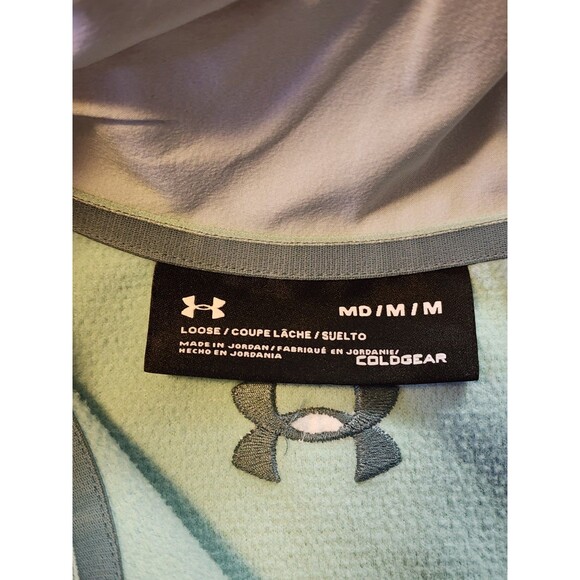 MD/M/M
LOOSE/COUPE LÂCHE/SUELTO
MADE IN JORDAN/FABRIQUÉ EN JORDANIE/
HECHO EN JORDANIA
COLDGEAR